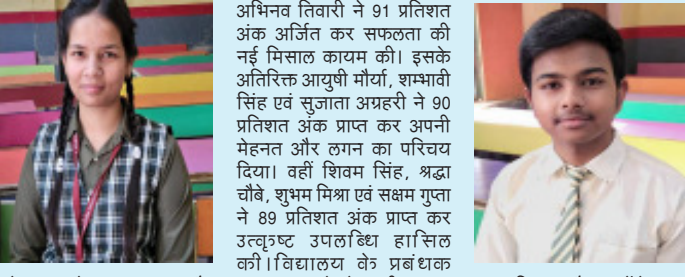 अभिनव तिवारी ने 91 प्रतिशत
अंक अर्जित कर सफलता की
नई मिसाल कायम की। इसके
अतिरिक्त आयुषी मौर्या, शम्भावी
सिंह एवं सुजाता अग्रहरी ने 90
प्रतिशत अंक प्राप्त कर अपनी
मेहनत और लगन का परिचय
दिया। वहीं शिवम सिंह, श्रद्धा
चौबे, शुभम मिश्रा एवं सक्षम गुप्ता
ने 89 प्रतिशत अंक प्राप्त कर
उत्कृष्ट उपलब्धि हासिल
की।विद्यालय के प्रबंधक